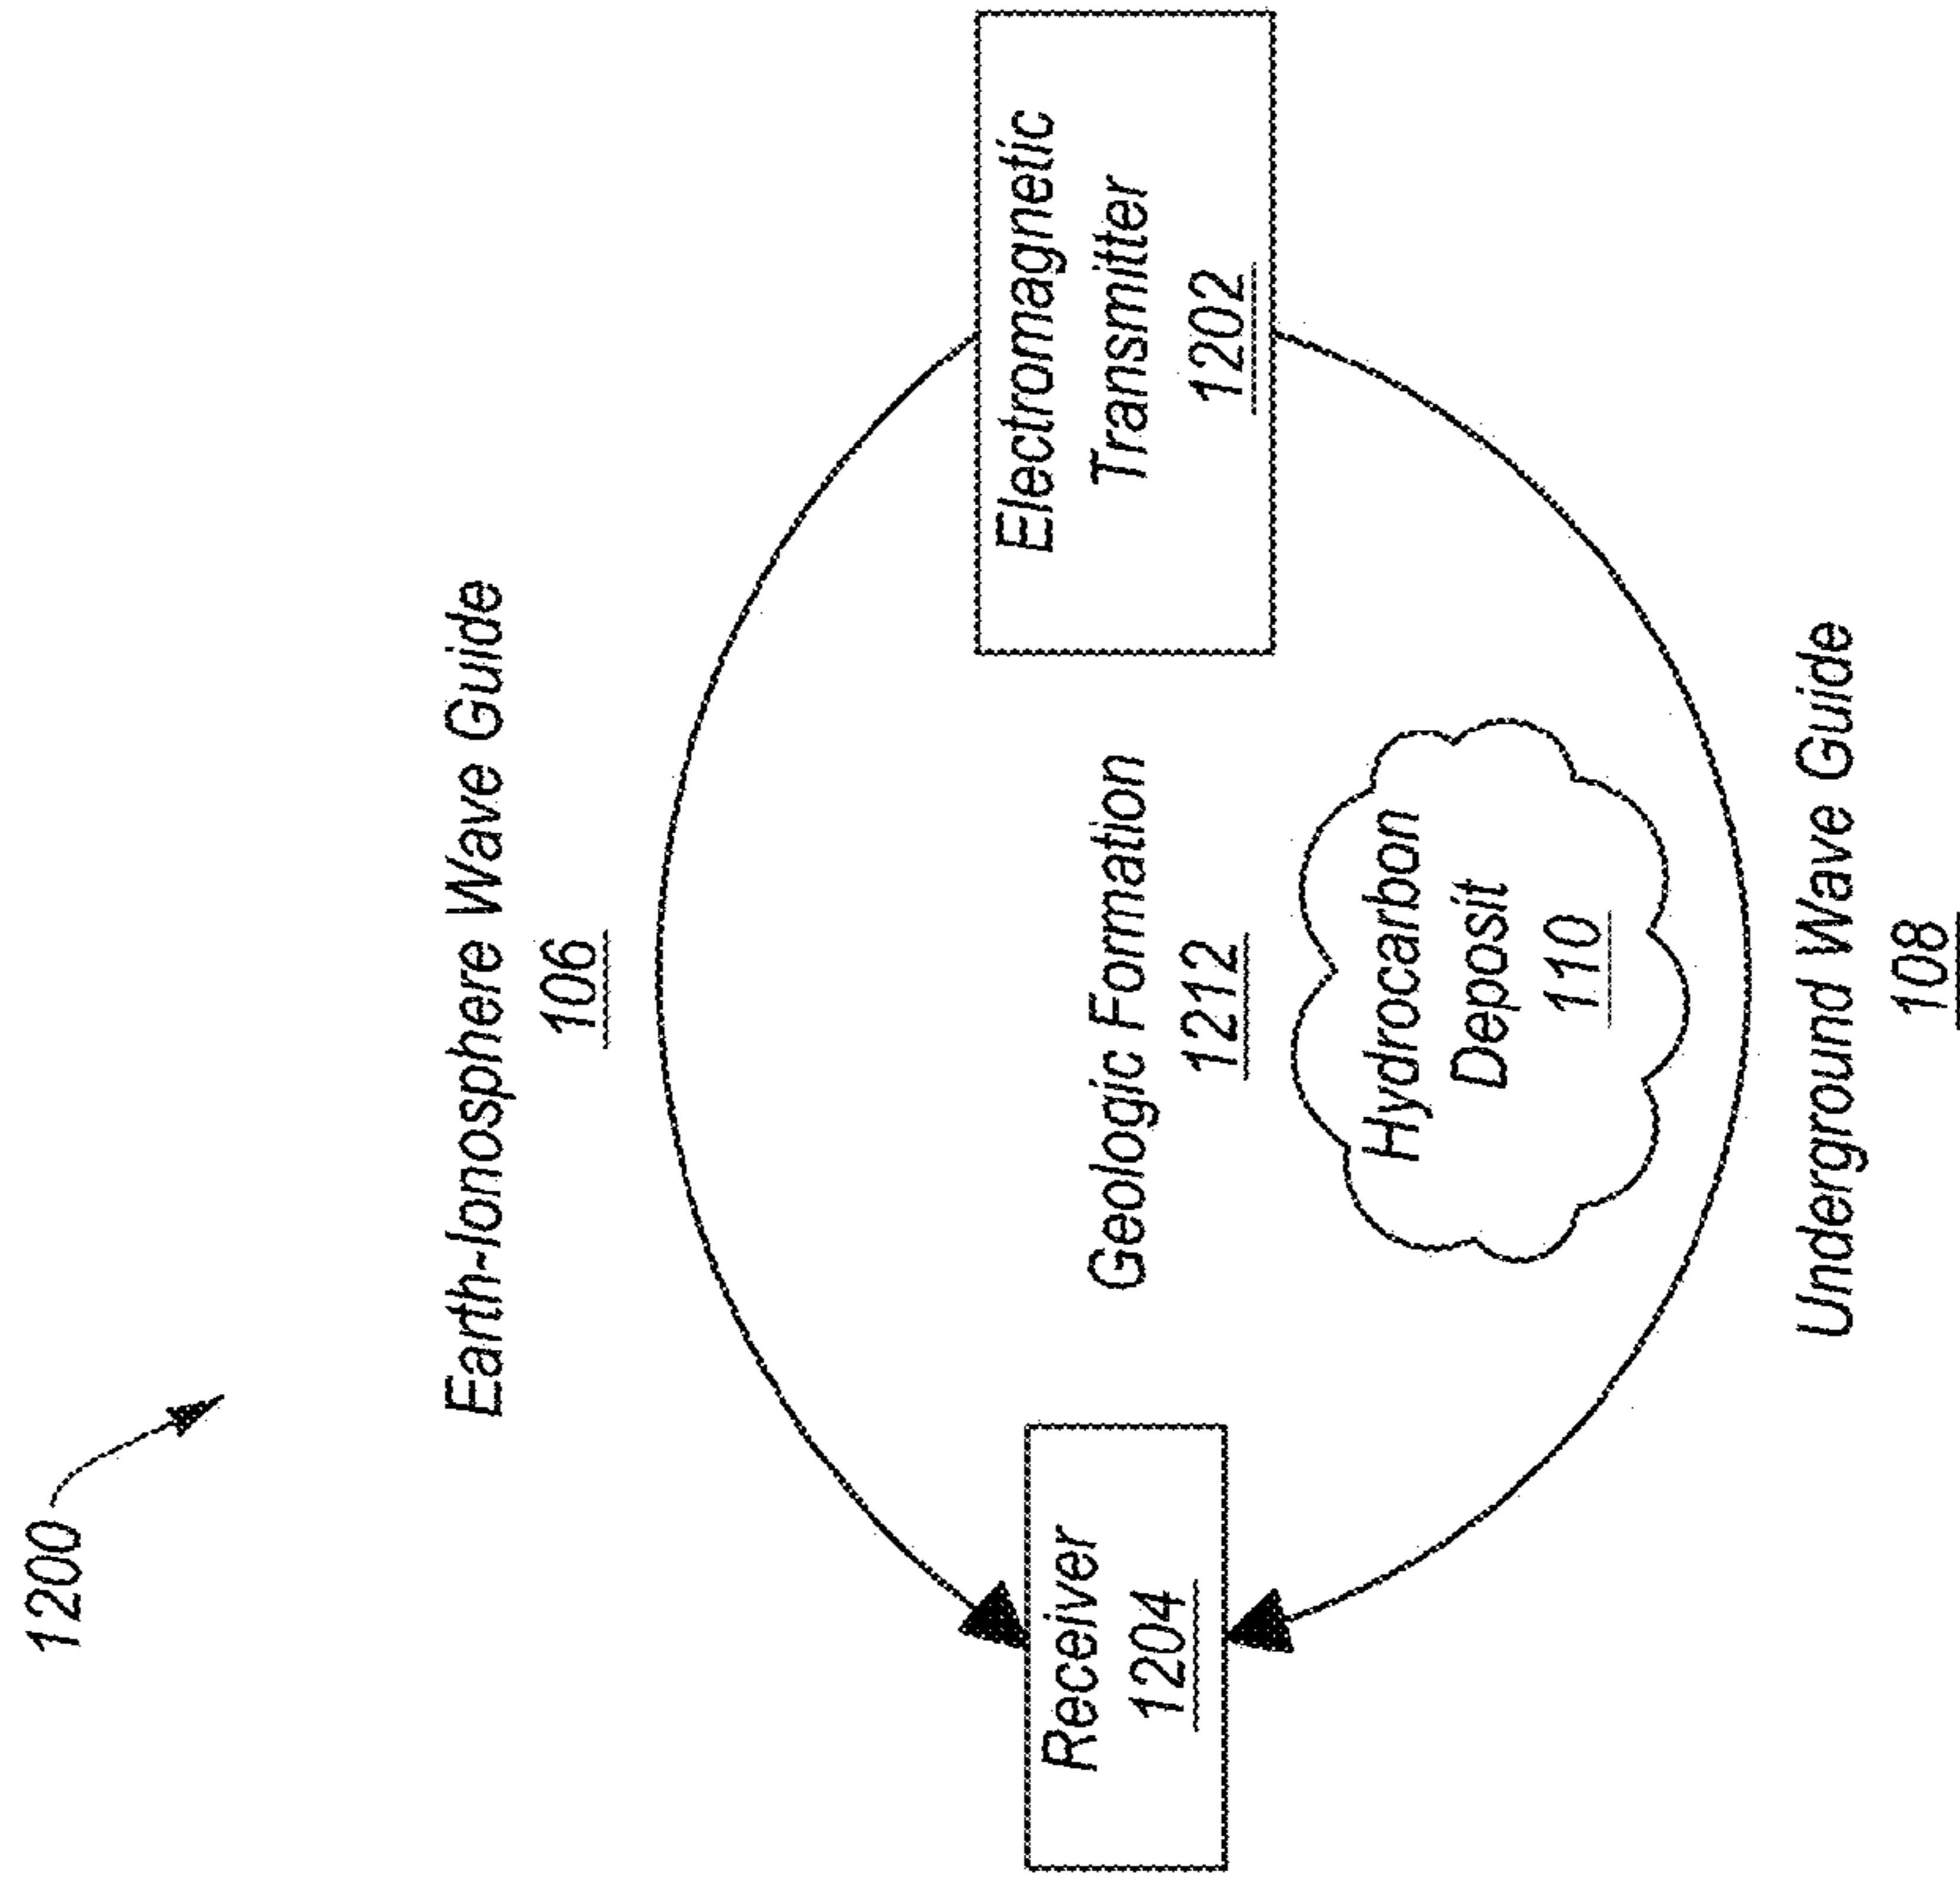 1200
Earth-Ionosphere Wave Guide
106
Receiver
1204
Geologic Formation
1212
Electromagnetic
Transmitter
1202
Hydrocarbon
Deposit
110
Underground Wave Guide
108